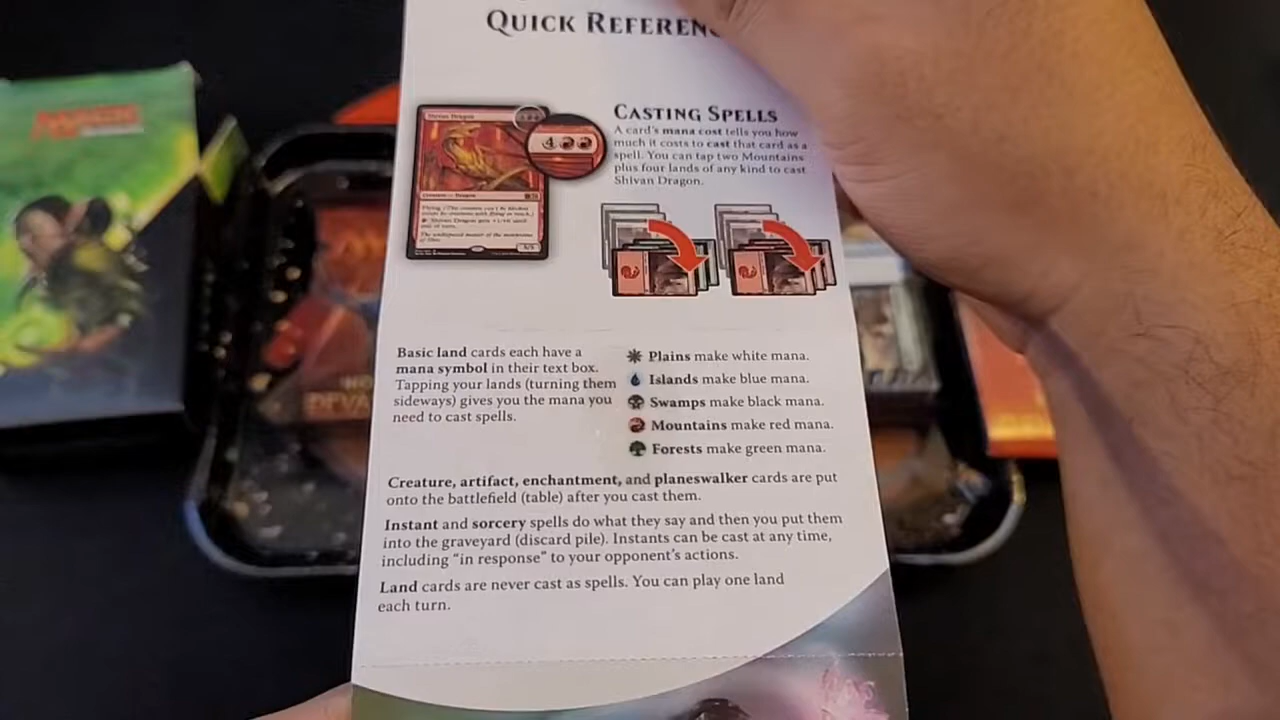 QUICK REFEREN
CASTING SPELLS
A card's mana cost tells you how
much it costs to cast that card as a
spell. You can tap two Mountains
plus four lands of any kind to cast
Shivan Dragon.
Shivan Dragon
4
Basic land cards each have a
mana symbol in their text box.
Tapping your lands (turning them
sideways) gives you the mana you
need to cast spells.
Plains make white mana.
Islands make blue mana.
Swamps make black mana.
Mountains make red mana.
Forests make green mana.
Creature, artifact, enchantment, and planeswalker cards are put
onto the battlefield (table) after you cast them.
Instant and sorcery spells do what they say and then you put them
into the graveyard (discard pile). Instants can be cast at any time,
including "in response" to your opponent's actions.
Land cards are never cast as spells. You can play one land
each turn.
MAGIC